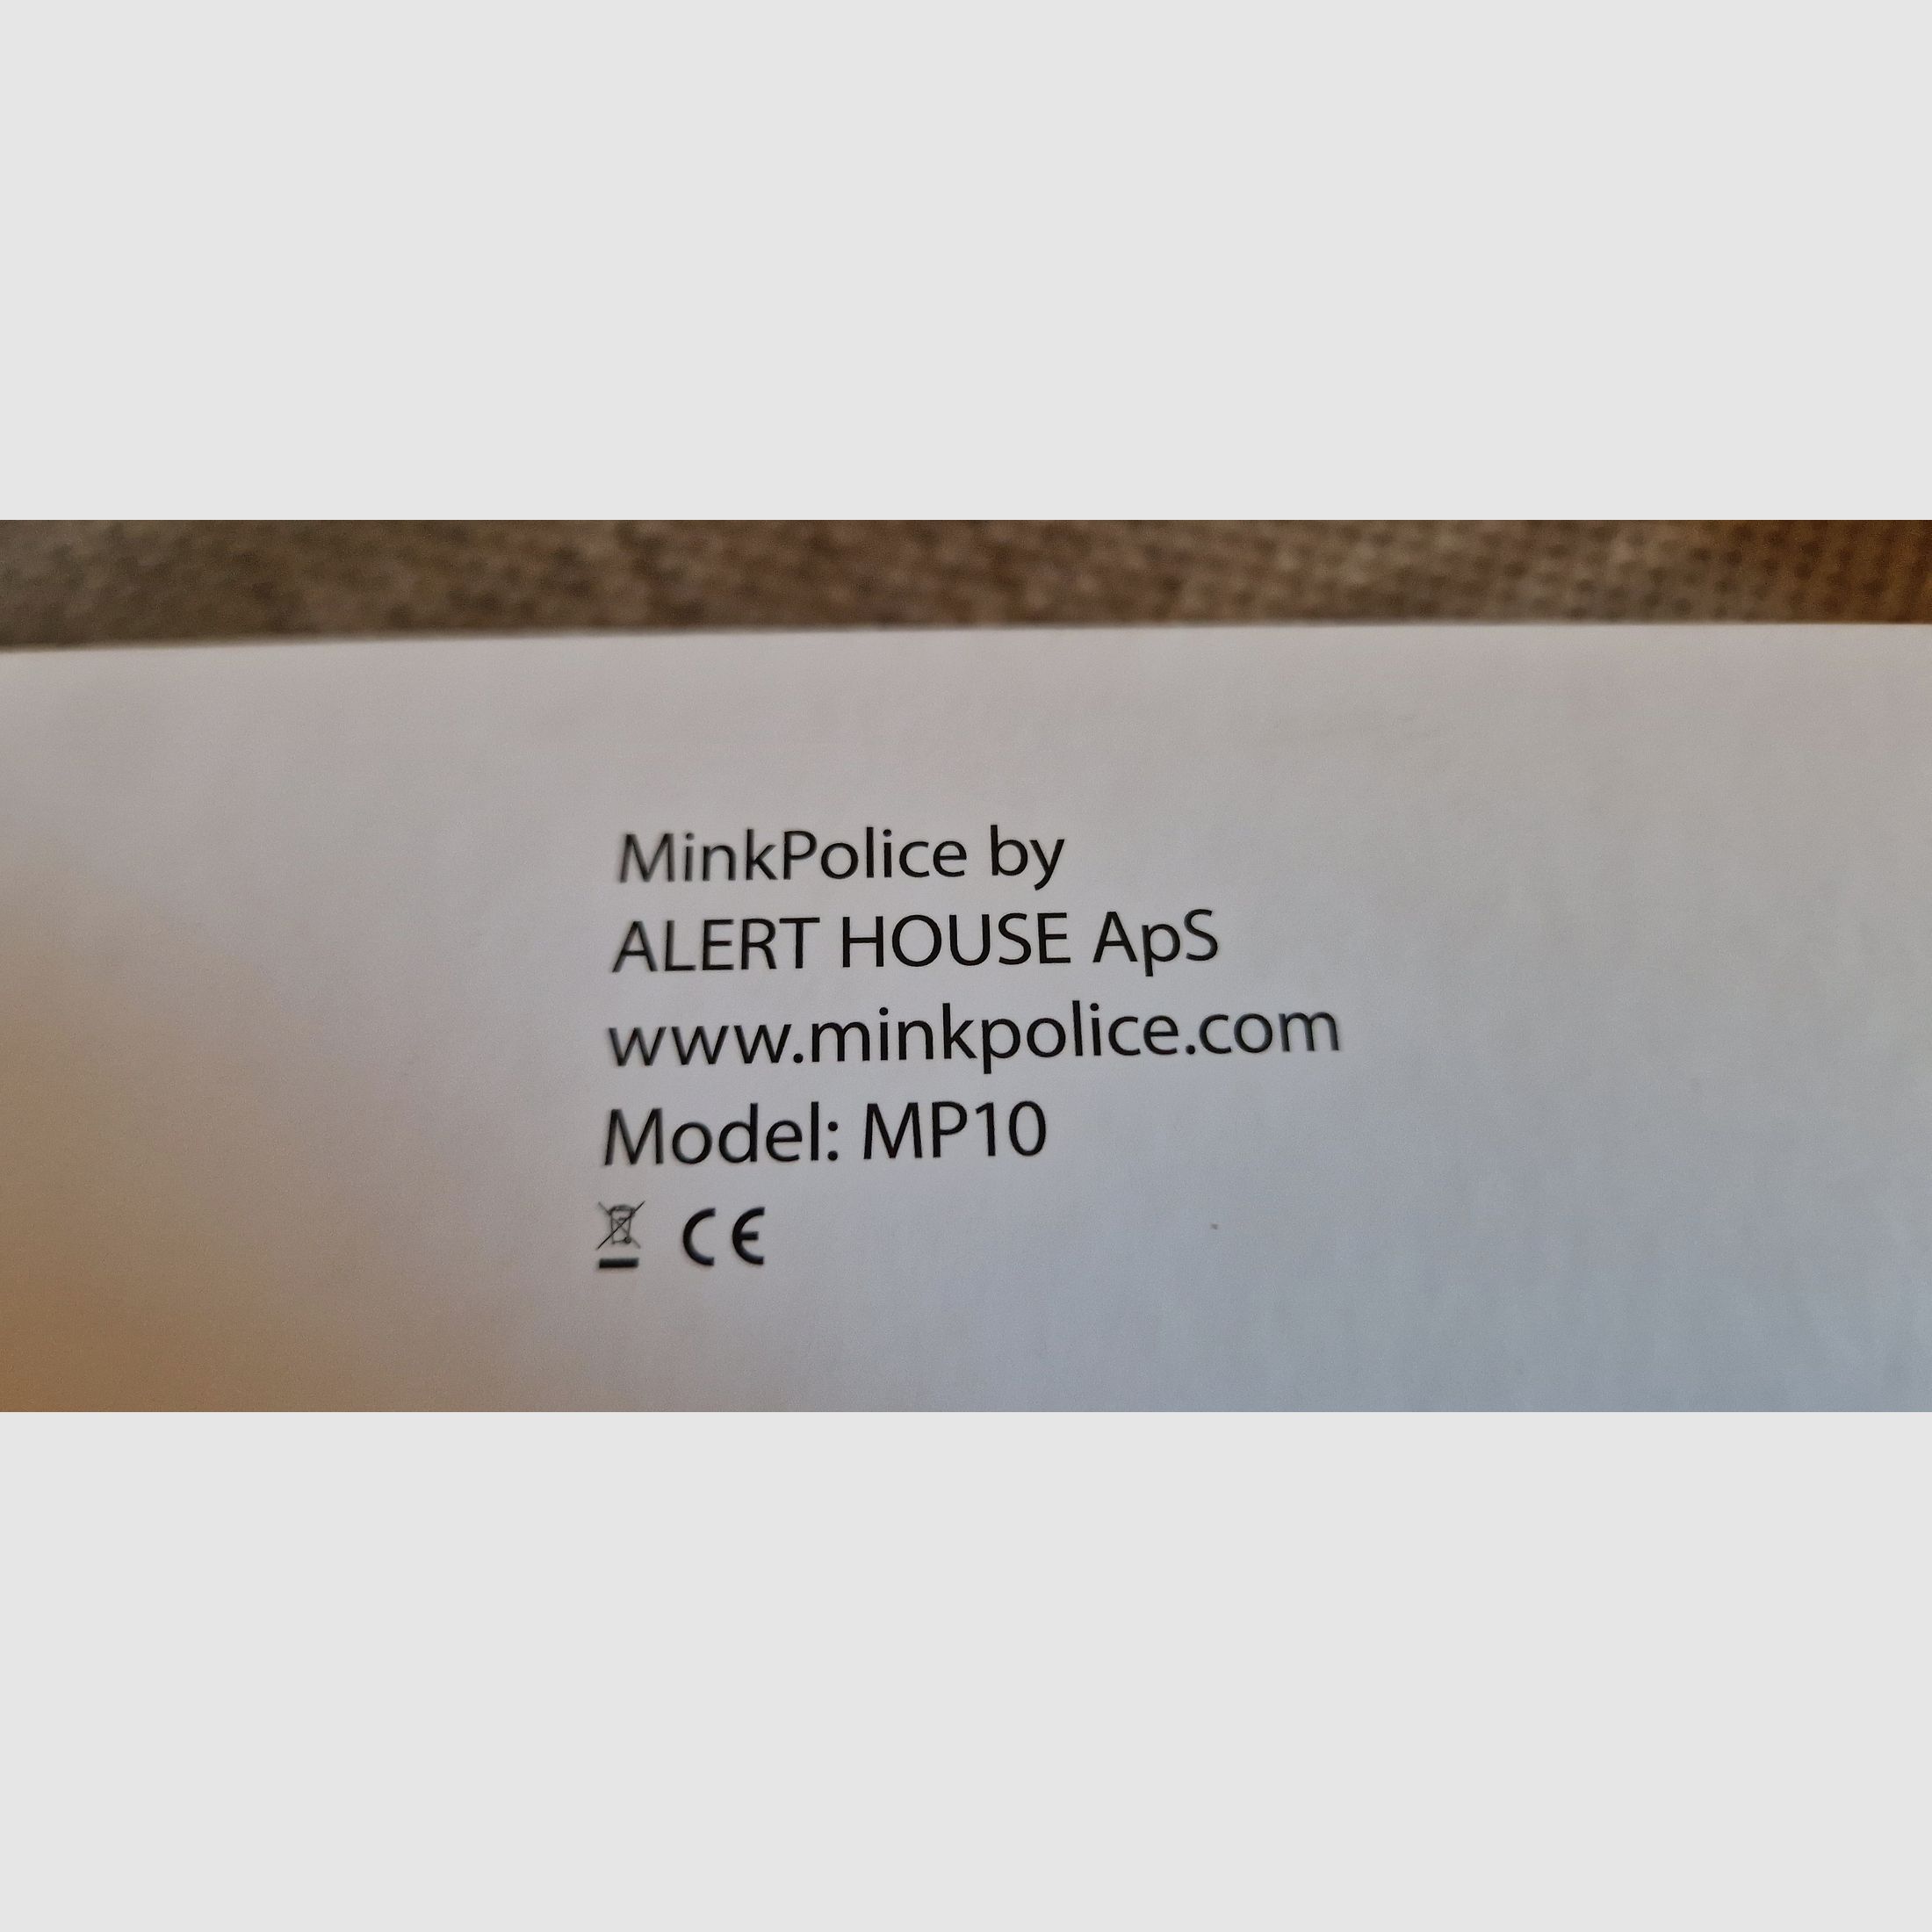 MinkPolice by
ALERT HOUSE ApS
www.minkpolice.com
Model: MP10
CE